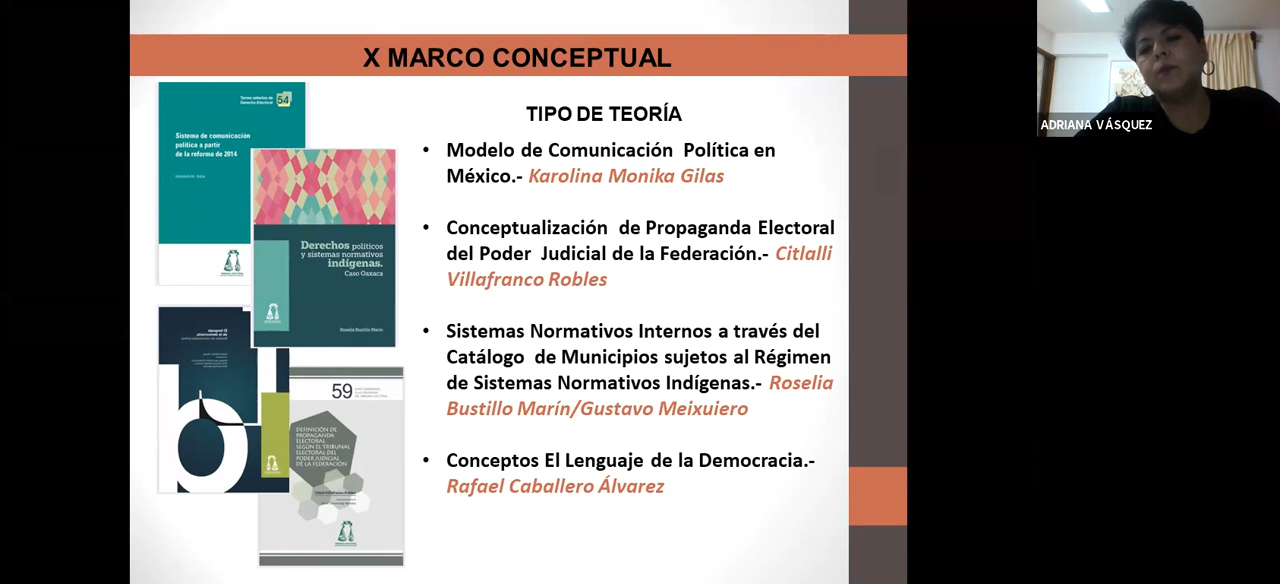 X MARCO CONCEPTUAL
Temas selectos de
Derecho Electoral
54
Sistema de comunicación
política a partir
de la reforma de 2014
Derechos políticos
y sistemas normativos
indígenas.
Caso Oaxaca
Roselia Bustillo Marín
59
DEFINICIÓN DE
PROPAGANDA
ELECTORAL
SEGÚN EL TRIBUNAL
ELECTORAL DEL
PODER JUDICIAL
DE LA FEDERACIÓN
TIPO DE TEORÍA
• Modelo de Comunicación Política en
México.- Karolina Monika Gilas
• Conceptualización de Propaganda Electoral
del Poder Judicial de la Federación.- Citlalli
Villafranco Robles
• Sistemas Normativos Internos a través del
Catálogo de Municipios sujetos al Régimen
de Sistemas Normativos Indígenas.- Roselia
Bustillo Marín/Gustavo Meixuiero
• Conceptos El Lenguaje de la Democracia.-
Rafael Caballero Álvarez
ADRIANA VÁSQUEZ